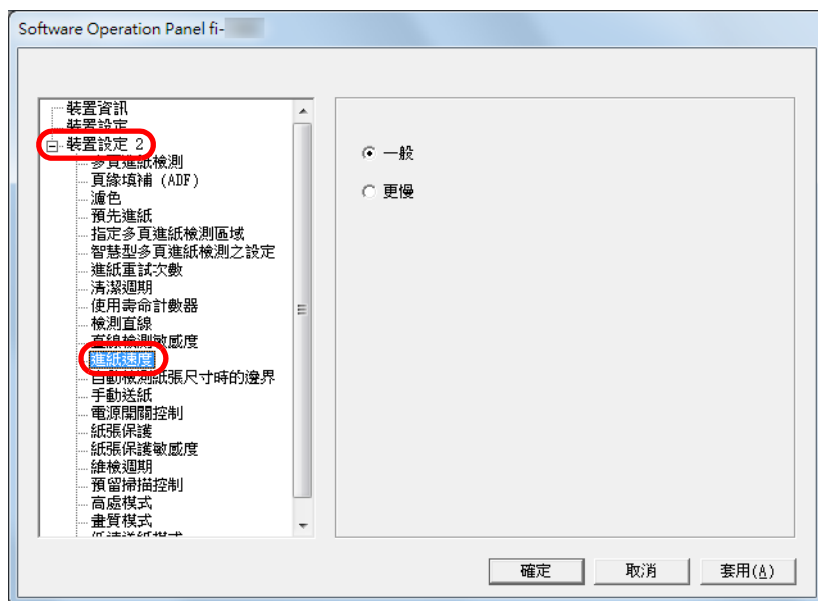 Software Operation Panel fi-
裝置資訊
裝置設定
裝置設定 2
多頁進紙檢測
頁緣填補 (ADF)
濾色
預先進紙
指定多頁進紙檢測區域
智慧型多頁進紙檢測之設定
進紙重試次數
清潔週期
使用壽命計數器
檢測直線
直線檢測敏感度
進紙速度
自動檢測紙張尺寸時的邊界
手動送紙
電源開關控制
紙張保護
紙張保護敏感度
維檢週期
預留掃描控制
高處模式
畫質模式
低速送紙模式
一般
更慢
確定
取消
套用(A)